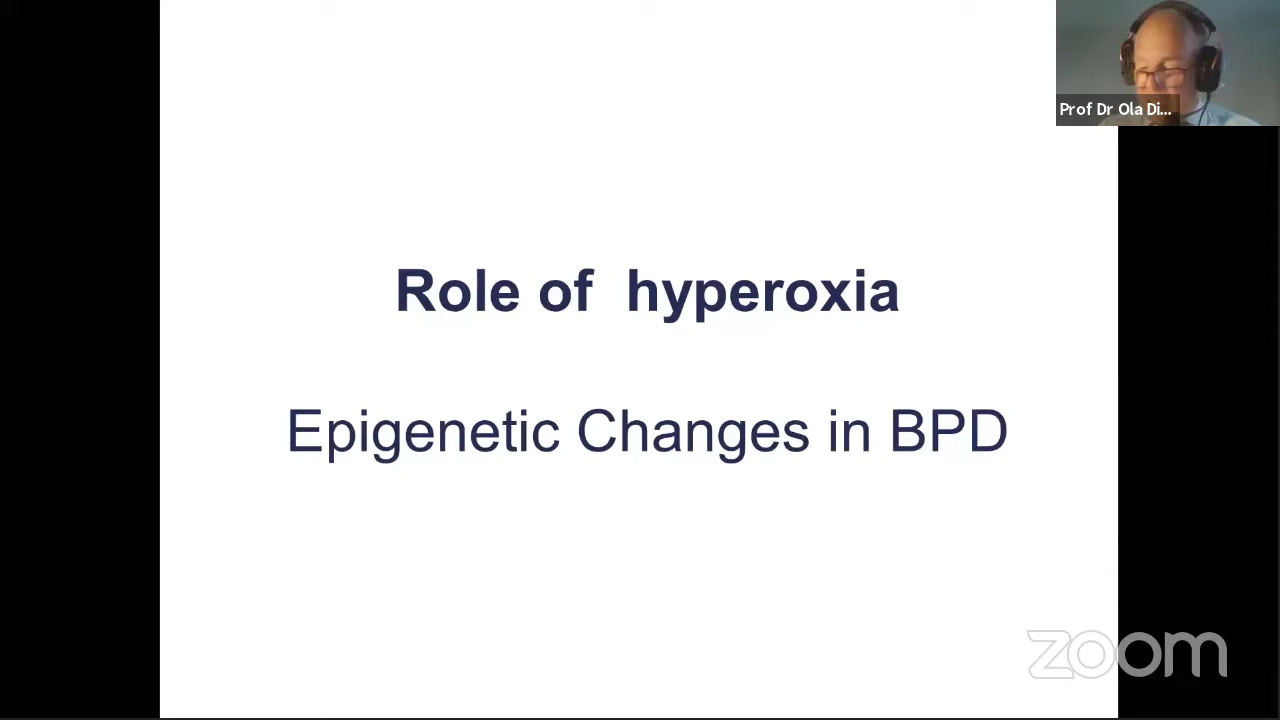 Prof Dr Ola Di...
Role of  hyperoxia
Epigenetic Changes in BPD
zoom